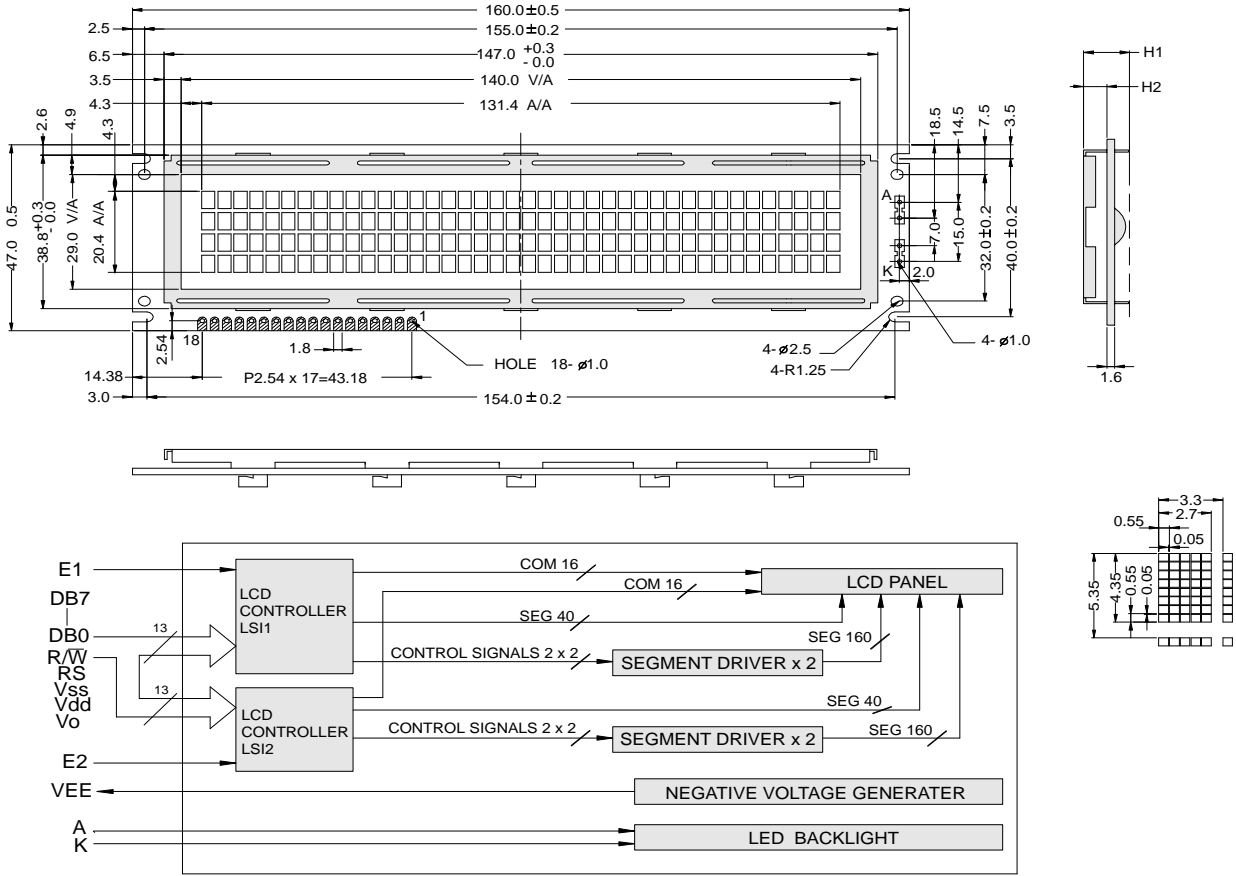 160.0±0.5
2.5
155.0±0.2
6.5
147.0 +0.3 - 0.0
3.5
140.0 V/A
4.3
131.4 A/A
2.6
4.9
4.3
47.0 0.5
38.8 +0.3 - 0.0
29.0 V/A
20.4 A/A
18.5
14.5
7.5
3.5
A
K
7.0
15.0
2.0
32.0±0.2
40.0±0.2
18
1
2.54
1.8
HOLE 18- ø1.0
14.38
P2.54 x 17=43.18
3.0
154.0±0.2
4- ø2.5
4-R1.25
4- ø1.0
H1
H2
1.6
3.3
2.7
0.55
0.05
5.35
4.35
0.55
0.05
E1
DB7
DB0
R/W̅
RS
Vss
Vdd
Vo
E2
VEE
A
K
13
13
LCD
CONTROLLER
LSI1
LCD
CONTROLLER
LSI2
COM 16
COM 16
SEG 40
CONTROL SIGNALS 2 x 2
SEGMENT DRIVER x 2
SEG 160
LCD PANEL
SEG 40
CONTROL SIGNALS 2 x 2
SEGMENT DRIVER x 2
SEG 160
NEGATIVE VOLTAGE GENERATER
LED BACKLIGHT